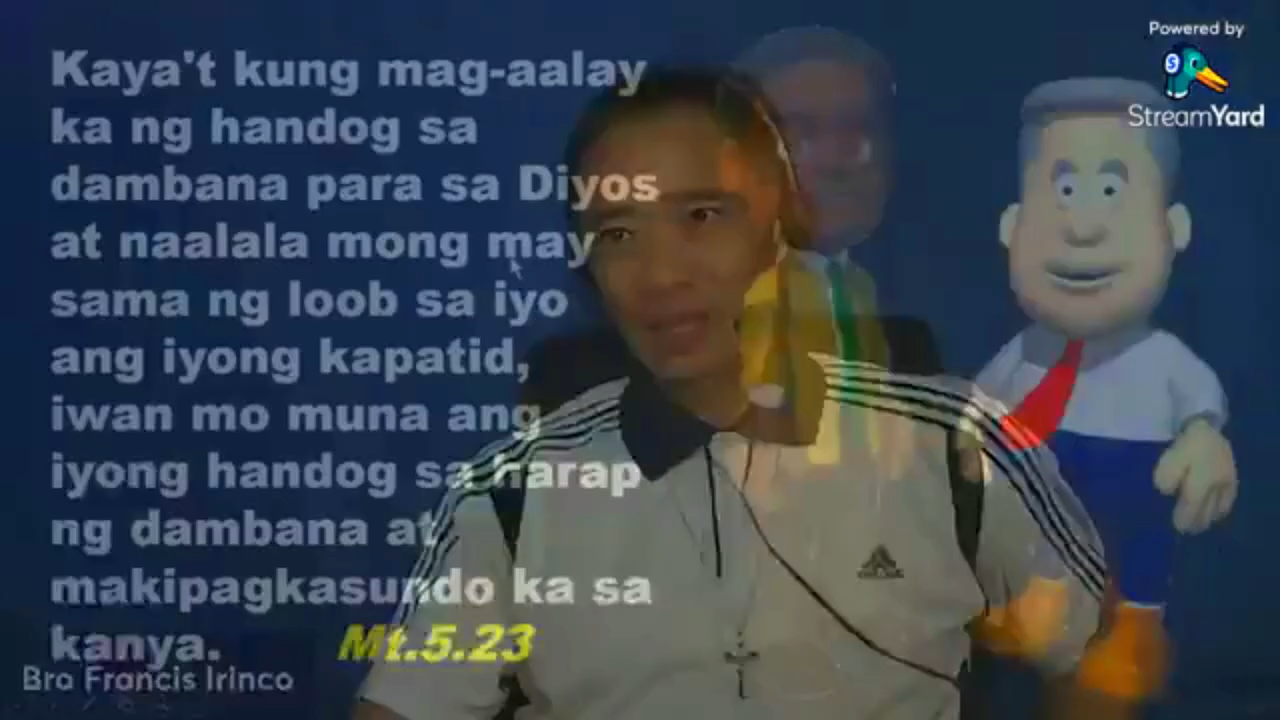 Powered by
StreamYard
Kaya't kung mag-aalay
ka ng handog sa
dambana para sa Diyos
at naalala mong may
sama ng loob sa iyo
ang iyong kapatid,
iwan mo muna ang
iyong handog sa harap
ng dambana at
makipagkasundo ka sa
kanya. Mt.5.23
Bro Francis Irinco